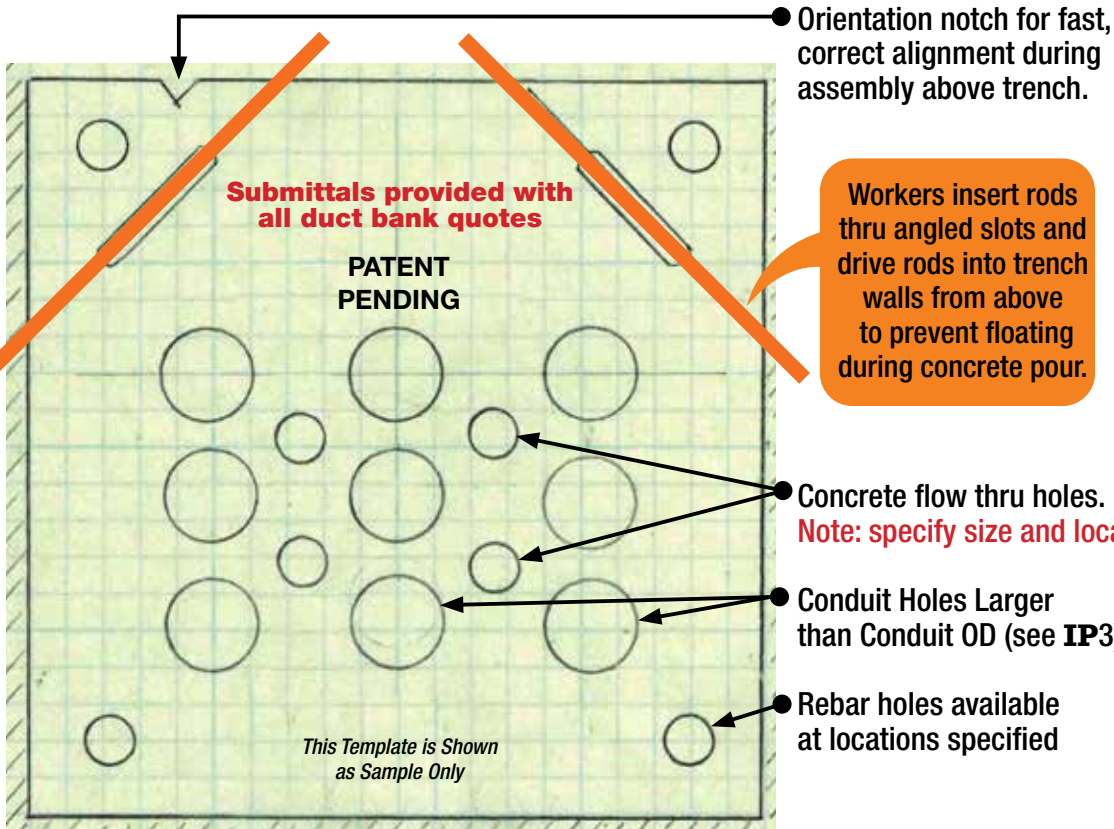 Orientation notch for fast,
correct alignment during
assembly above trench.
Submittals provided with
all duct bank quotes
PATENT
PENDING
Workers insert rods
thru angled slots and
drive rods into trench
walls from above
to prevent floating
during concrete pour.
Concrete flow thru holes.
Note: specify size and
Conduit Holes Larger
than Conduit OD (see IP3
Rebar holes available
at locations specified
This Template is Shown
as Sample Only